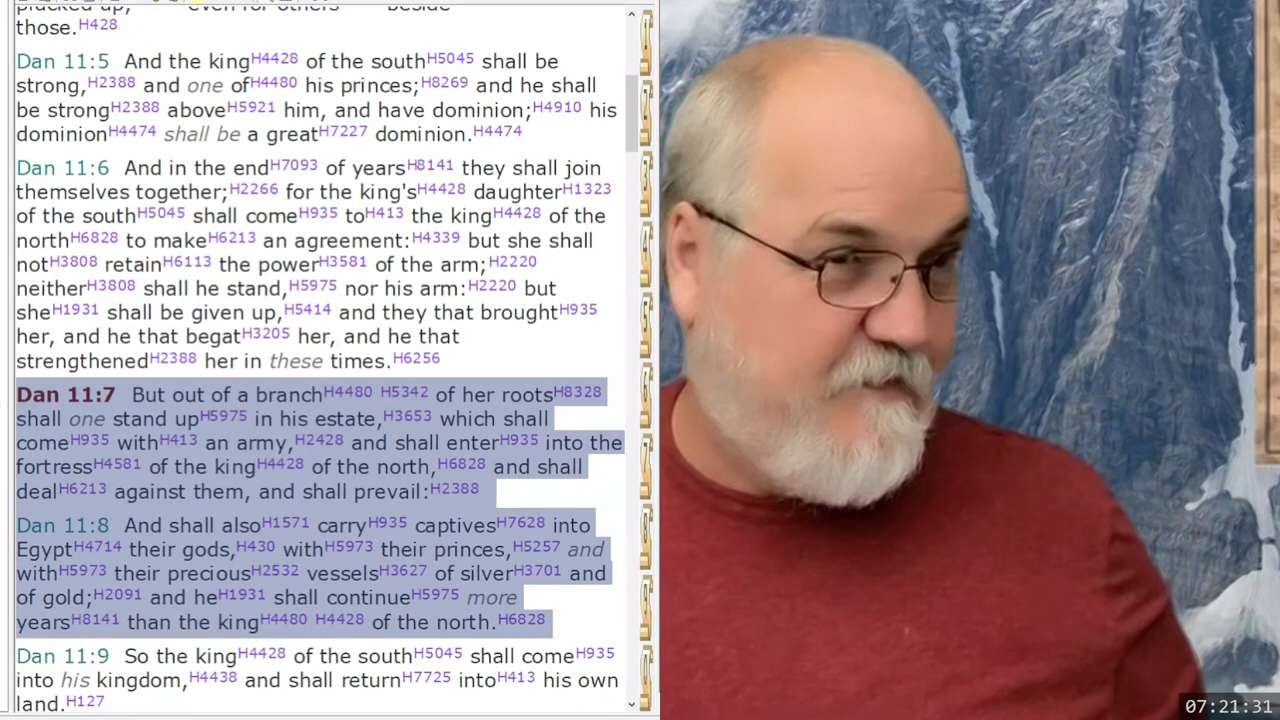 those.H428
Dan 11:5 And the kingH4428 of the southH5045 shall be
strong,H2388 and one ofH4480 his princes;H8269 and he shall
be strongH2388 aboveH5921 him, and have dominion;H4910 his
dominionH4474 shall be a greatH7227 dominion.H4474
Dan 11:6 And in the endH7093 of yearsH8141 they shall join
themselves together;H2266 for the king'sH4428 daughterH1323
of the southH5045 shall comeH935 toH413 the kingH4428 of the
northH6828 to makeH6213 an agreement:H4339 but she shall
notH3808 retainH6113 the powerH3581 of the arm;H2220
neitherH3808 shall he stand,H5975 nor his arm:H2220 but
sheH1931 shall be given up,H5414 and they that broughtH935
her, and he that begatH3205 her, and he that
strengthenedH2388 her in these times.H6256
Dan 11:7 But out of a branchH4480 H5342 of her rootsH8328
shall one stand upH5975 in his estate,H3653 which shall
comeH935 withH413 an army,H2428 and shall enterH935 into the
fortressH4581 of the kingH4428 of the north,H6828 and shall
dealH6213 against them, and shall prevail:H2388
Dan 11:8 And shall alsoH1571 carryH935 captivesH7628 into
EgyptH4714 their gods,H430 withH5973 their princes,H5257 and
withH5973 their preciousH2532 vesselsH3627 of silverH3701 and
of gold;H2091 and heH1931 shall continueH5975 more
yearsH8141 than the kingH4480 H4428 of the north.H6828
Dan 11:9 So the kingH4428 of the southH5045 shall comeH935
into his kingdom,H4438 and shall returnH7725 intoH413 his own
land.H127
07:21:31